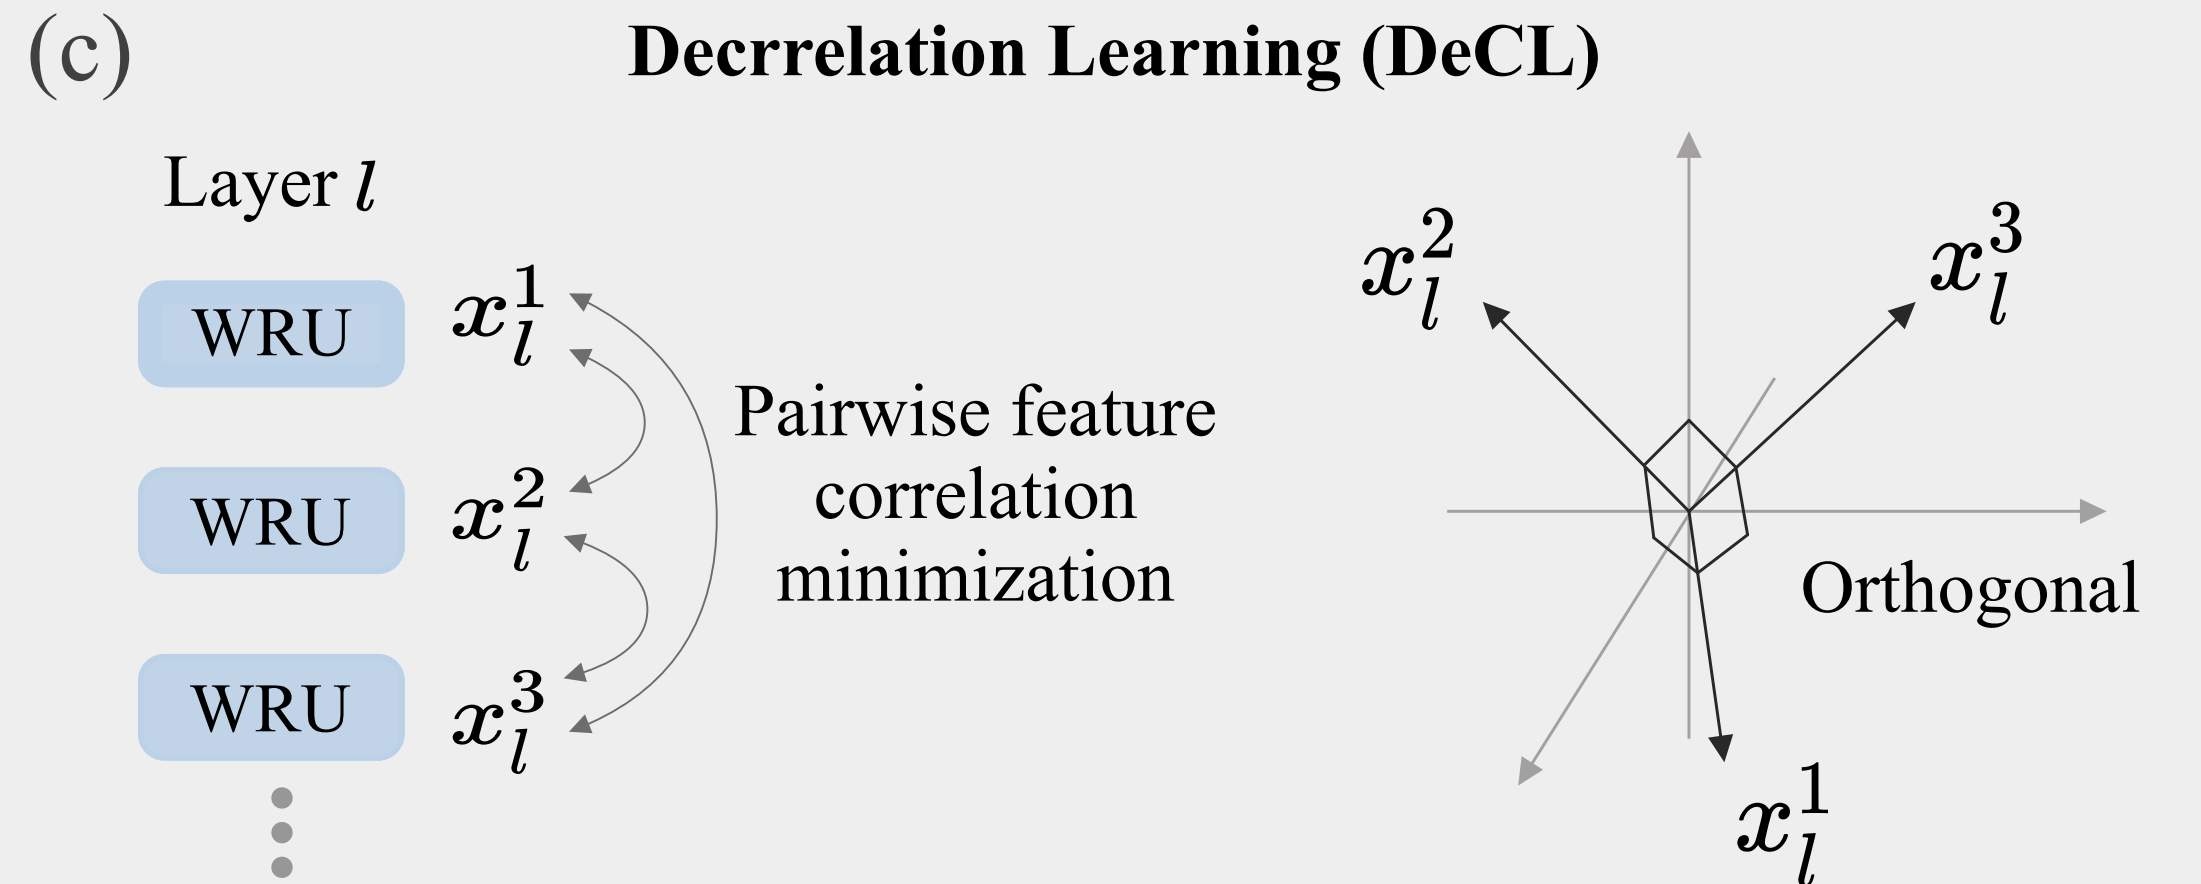 (c)
Decrrelation Learning (DeCL)
Layer l
WRU x_l^1
WRU x_l^2
WRU x_l^3
Pairwise feature
correlation
minimization
x_l^2
x_l^3
Orthogonal
x_l^1